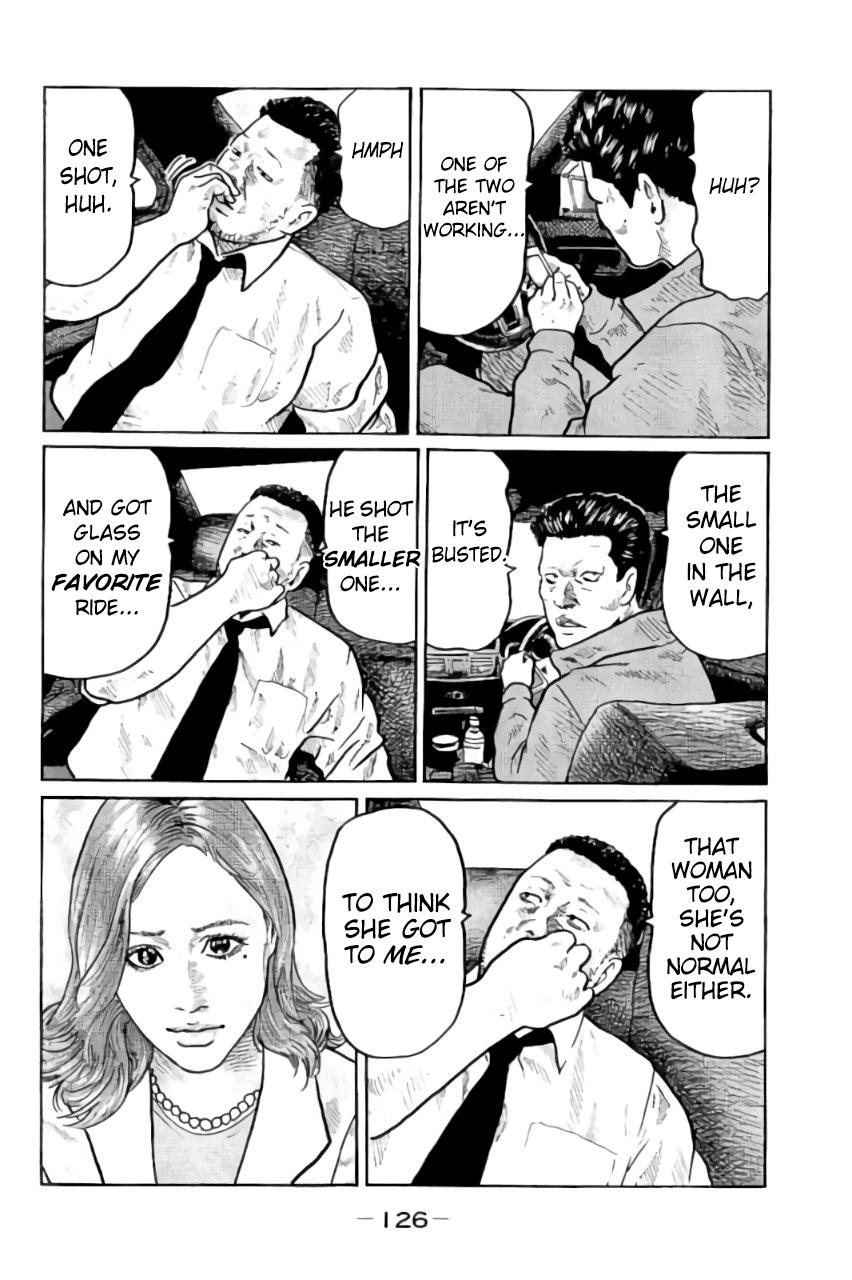 HUH?
ONE OF
THE TWO
AREN'T
WORKING...
HMPH
ONE
SHOT,
HUH.
THE
SMALL
ONE
IN THE
WALL,
IT'S
BUSTED.
HE SHOT
THE
SMALLER
ONE...
AND GOT
GLASS
ON MY
FAVORITE
RIDE...
THAT
WOMAN
TOO,
SHE'S
NOT
NORMAL
EITHER.
TO THINK
SHE GOT
TO ME...
-126-